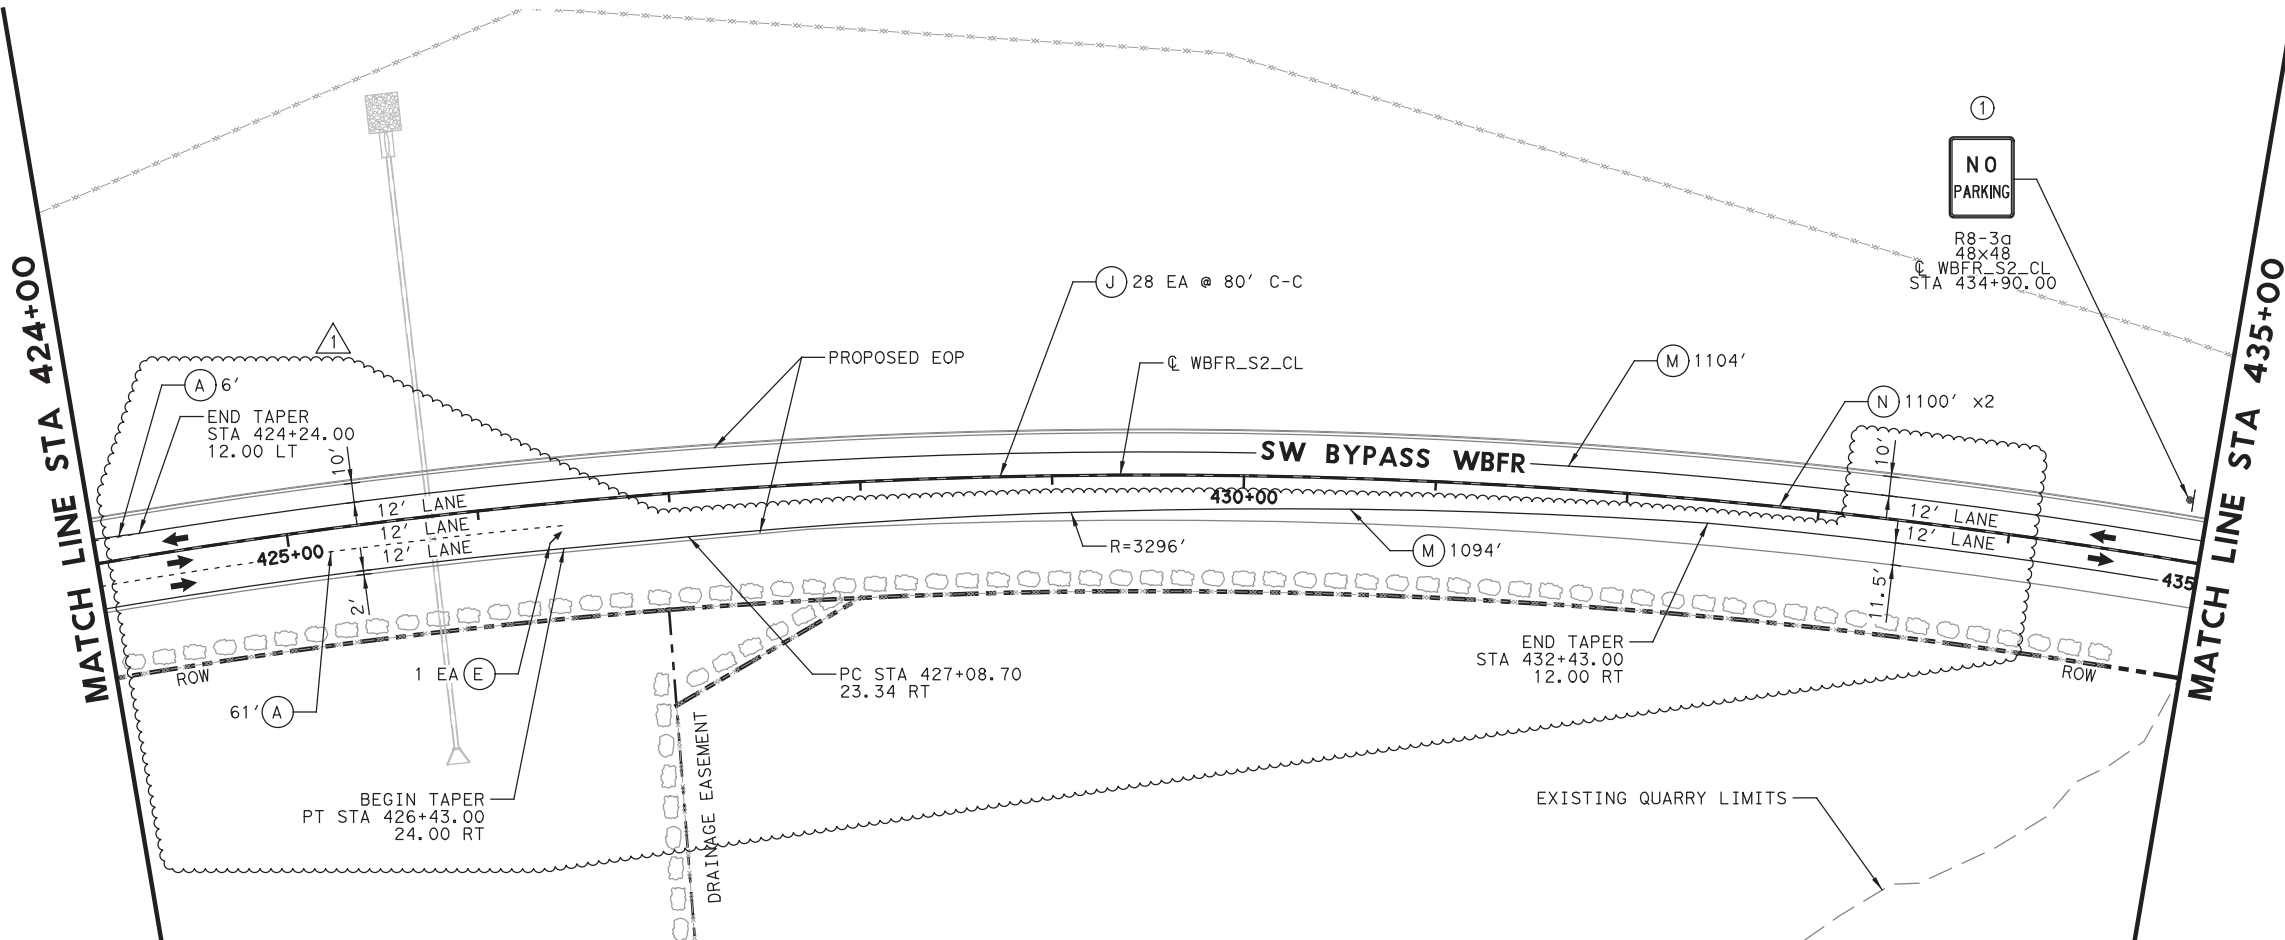 MATCH LINE STA 424+00
1
NO
PARKING
R8-3a
48x48
℄ WBFR_S2_CL
STA 434+90.00
MATCH LINE STA 435+00
J 28 EA @ 80' C-C
1
PROPOSED EOP
℄ WBFR_S2_CL
M 1104'
A 6'
N 1100' x2
END TAPER
STA 424+24.00
12.00 LT
10'
SW BYPASS WBFR
10'
12' LANE
12' LANE
12' LANE
425+00
430+00
12' LANE
12' LANE
435
R=3296'
M 1094'
2'
11.5'
ROW
1 EA E
PC STA 427+08.70
23.34 RT
END TAPER
STA 432+43.00
12.00 RT
ROW
61' A
DRAINAGE EASEMENT
BEGIN TAPER
PT STA 426+43.00
24.00 RT
EXISTING QUARRY LIMITS